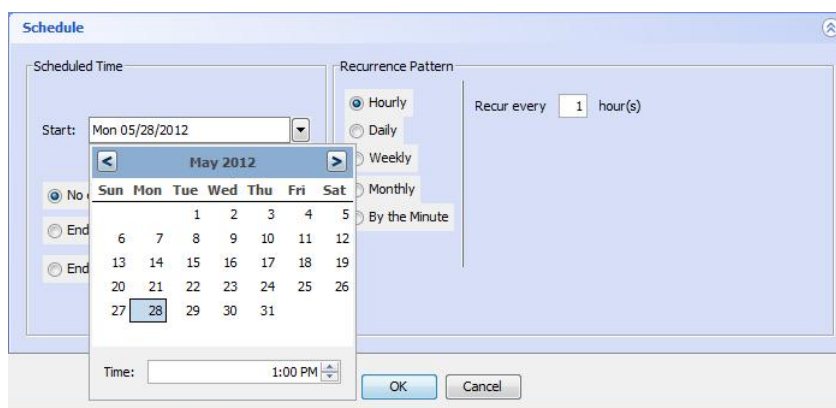 Schedule
Scheduled Time
Start: Mon 05/28/2012
May 2012
Sun Mon Tue Wed Thu Fri Sat
1 2 3 4 5
6 7 8 9 10 11 12
13 14 15 16 17 18 19
20 21 22 23 24 25 26
27 28 29 30 31
Time: 1:00 PM
No
End
End
Recurrence Pattern
Hourly
Daily
Weekly
Monthly
By the Minute
Recur every 1 hour(s)
OK
Cancel